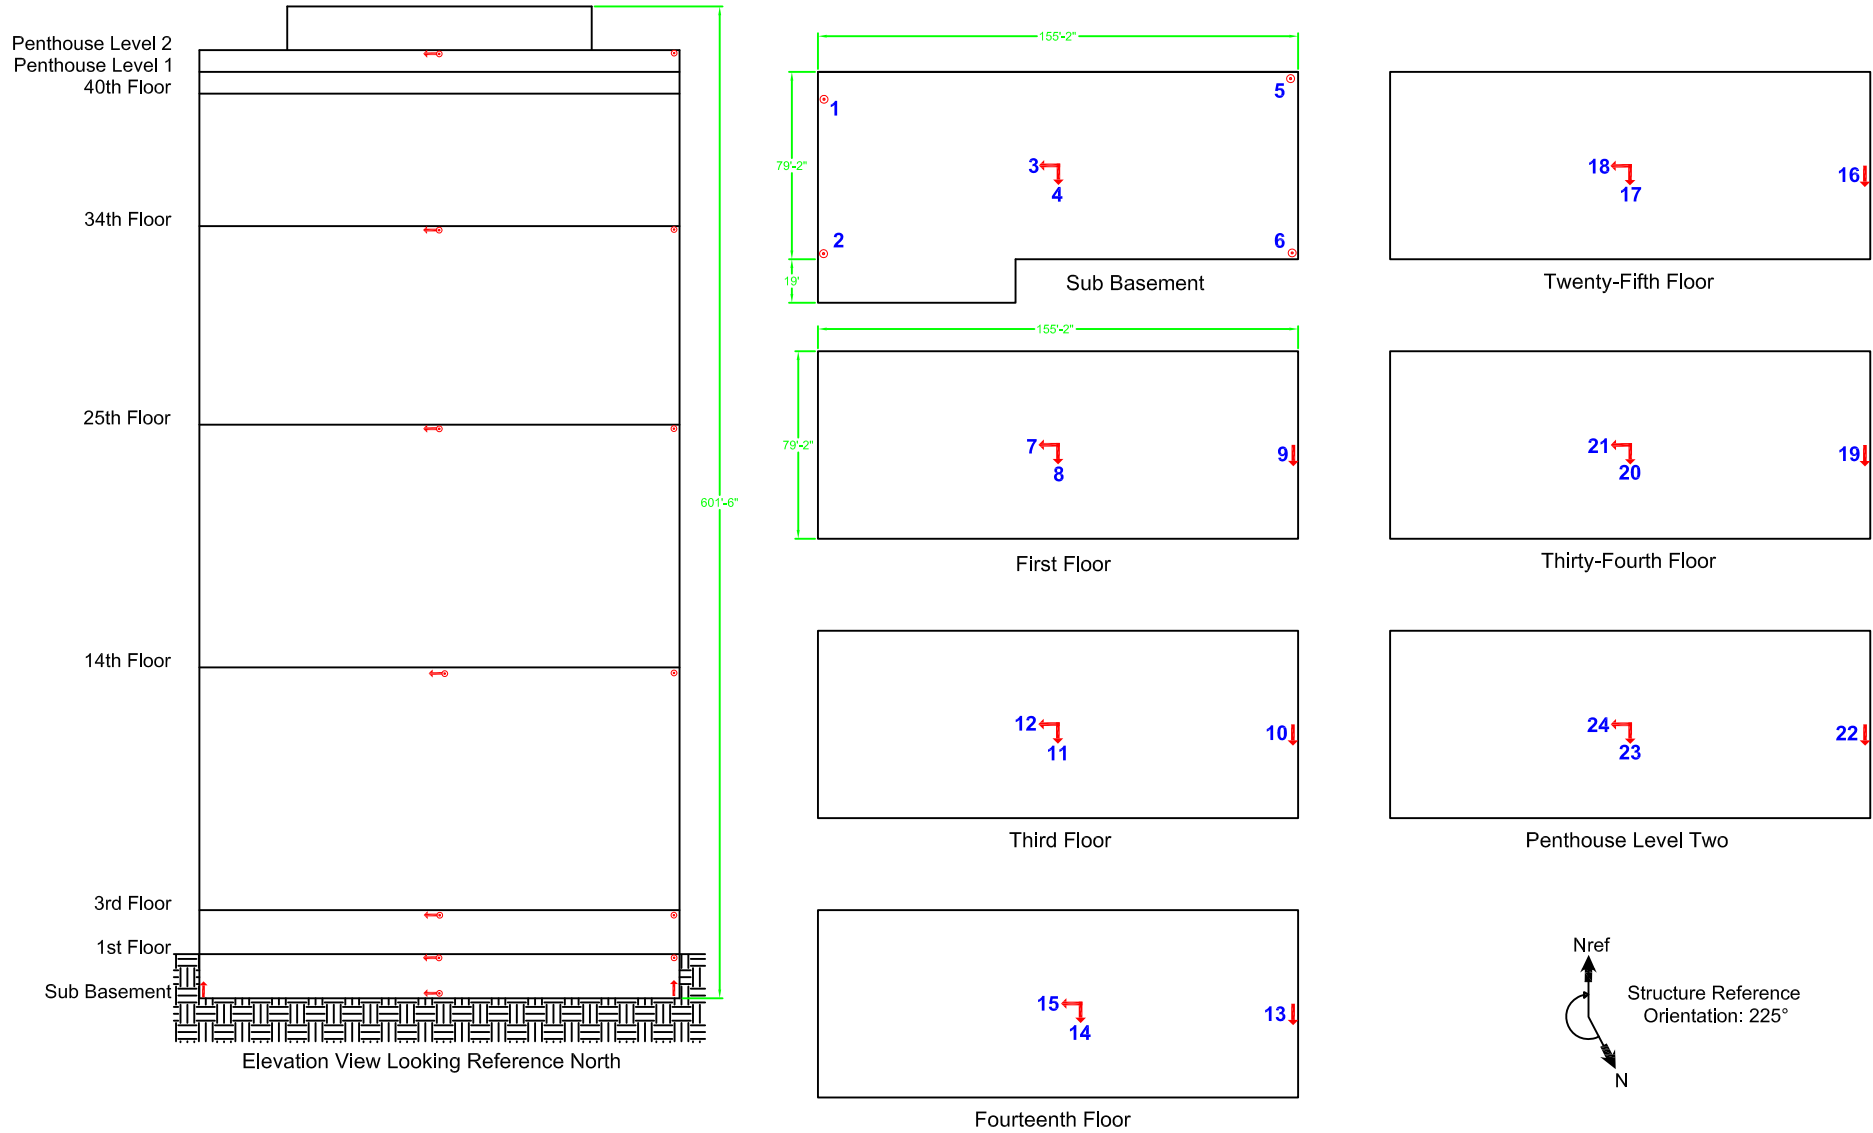 Penthouse Level 2
Penthouse Level 1
40th Floor
34th Floor
25th Floor
14th Floor
3rd Floor
1st Floor
Sub Basement
601'-6"
Elevation View Looking Reference North
155'-2"
79'-2"
19'
1
2
3
4
5
6
Sub Basement
155'-2"
79'-2"
7
8
9
First Floor
12
11
10
Third Floor
15
14
13
Fourteenth Floor
18
17
16
Twenty-Fifth Floor
21
20
19
Thirty-Fourth Floor
24
23
22
Penthouse Level Two
Nref
Structure Reference
Orientation: 225°
N